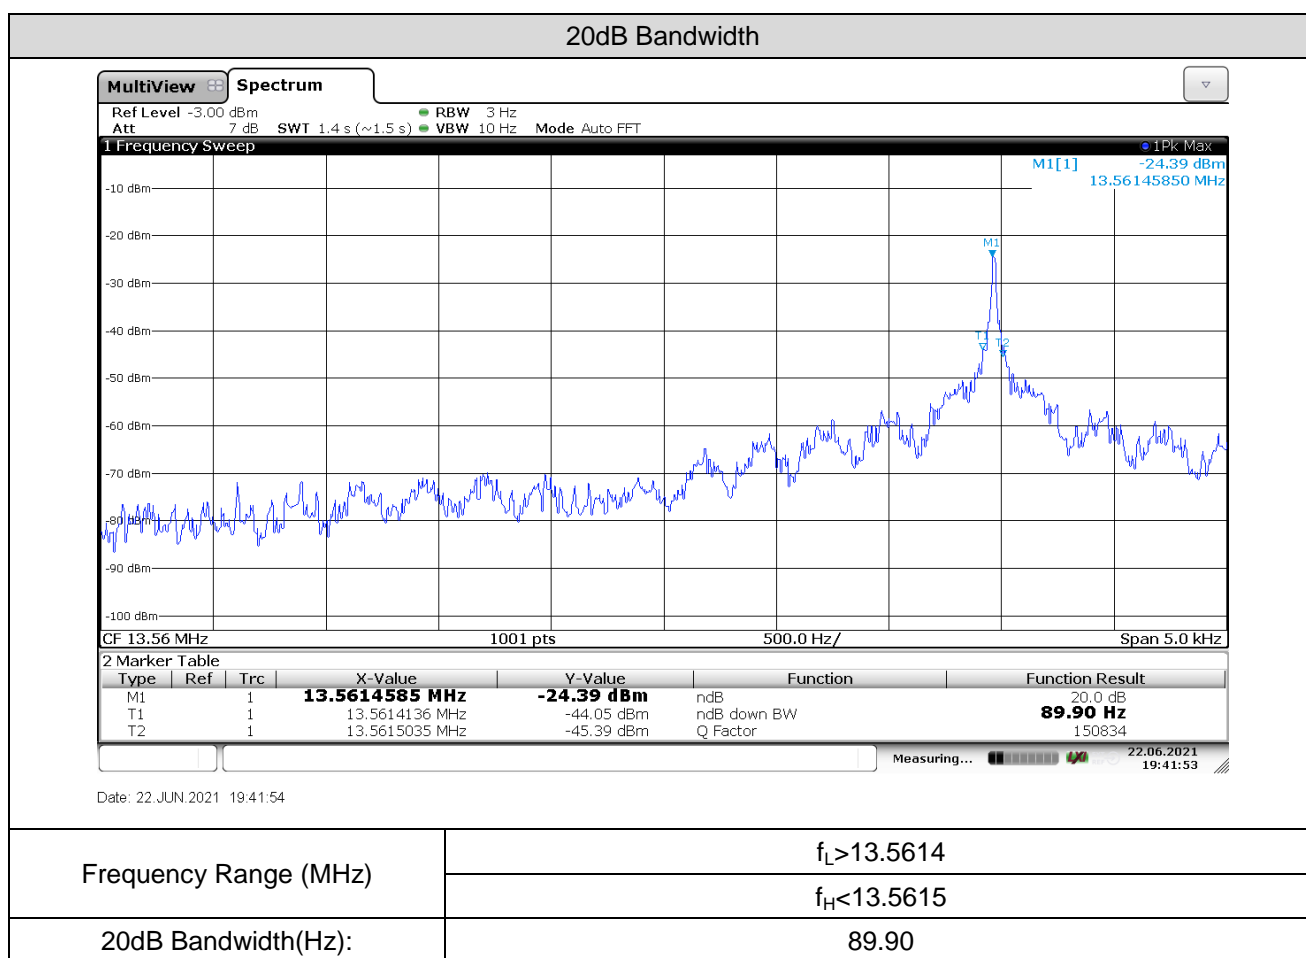 20dB Bandwidth
MultiView Spectrum
Ref Level -3.00 dBm RBW 3 Hz
Att 7 dB SWT 1.4 s (~1.5 s) VBW 10 Hz Mode Auto FFT
1 Frequency Sweep 1Pk Max
M1[1] -24.39 dBm
13.56145850 MHz
-10 dBm
-20 dBm
M1
-30 dBm
-40 dBm
T1
T2
-50 dBm
-60 dBm
-70 dBm
-80 dBm
-90 dBm
-100 dBm
CF 13.56 MHz 1001 pts 500.0 Hz/ Span 5.0 kHz
2 Marker Table
Type Ref Trc X-Value Y-Value Function Function Result
M1 1 13.5614585 MHz -24.39 dBm ndB 20.0 dB
T1 1 13.5614136 MHz -44.05 dBm ndB down BW 89.90 Hz
T2 1 13.5615035 MHz -45.39 dBm Q Factor 150834
Measuring... 22.06.2021
19:41:53
Date: 22.JUN.2021 19:41:54
Frequency Range (MHz)
fL>13.5614
fH<13.5615
20dB Bandwidth(Hz): 89.90